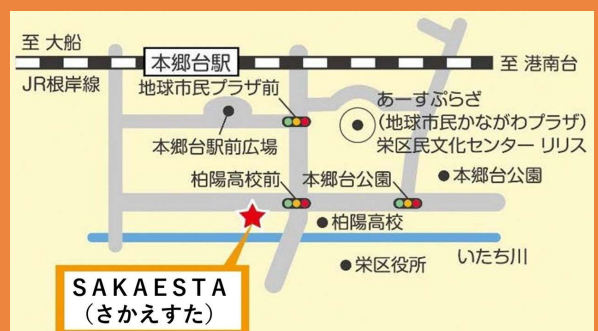 至 大船
本郷台駅
至 港南台
JR根岸線
地球市民プラザ前
あーすぷらざ
(地球市民かながわプラザ)
栄区民文化センター リリス
本郷台駅前広場
柏陽高校前
本郷台公園
本郷台公園
柏陽高校
いたち川
栄区役所
SAKAESTA
(さかえすた)